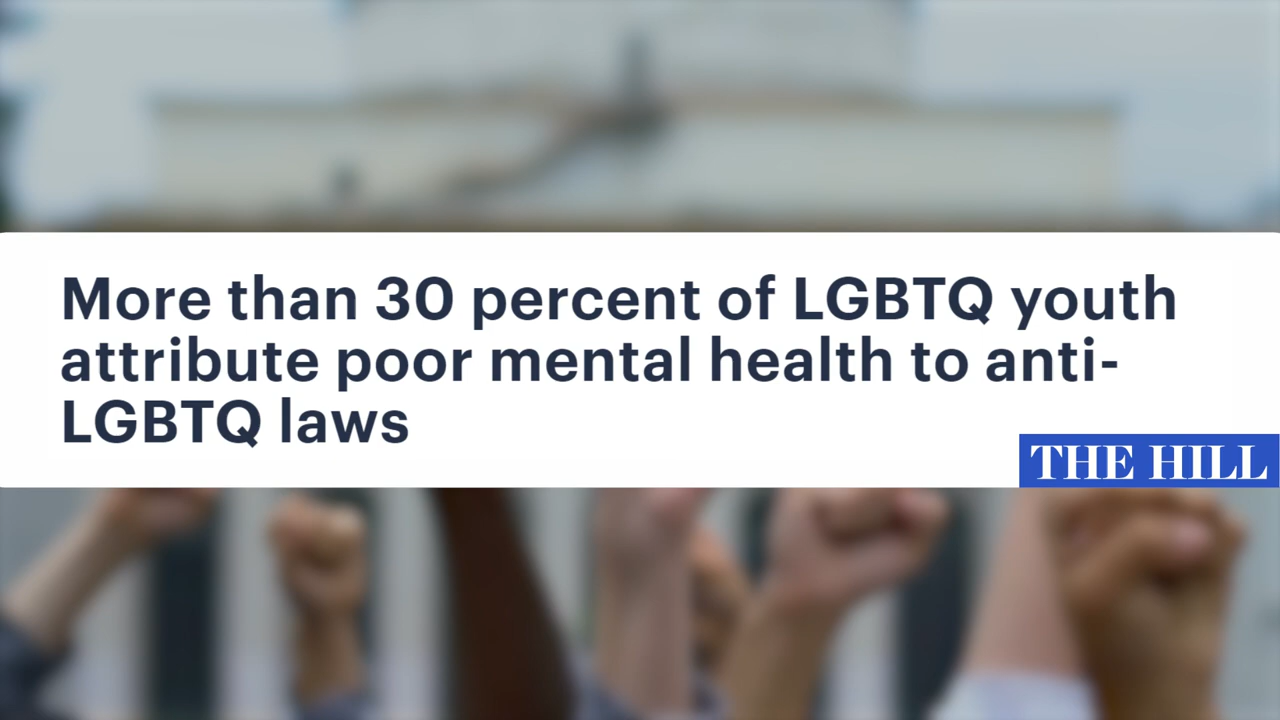 More than 30 percent of LGBTQ youth
attribute poor mental health to anti-
LGBTQ laws
THE HILL